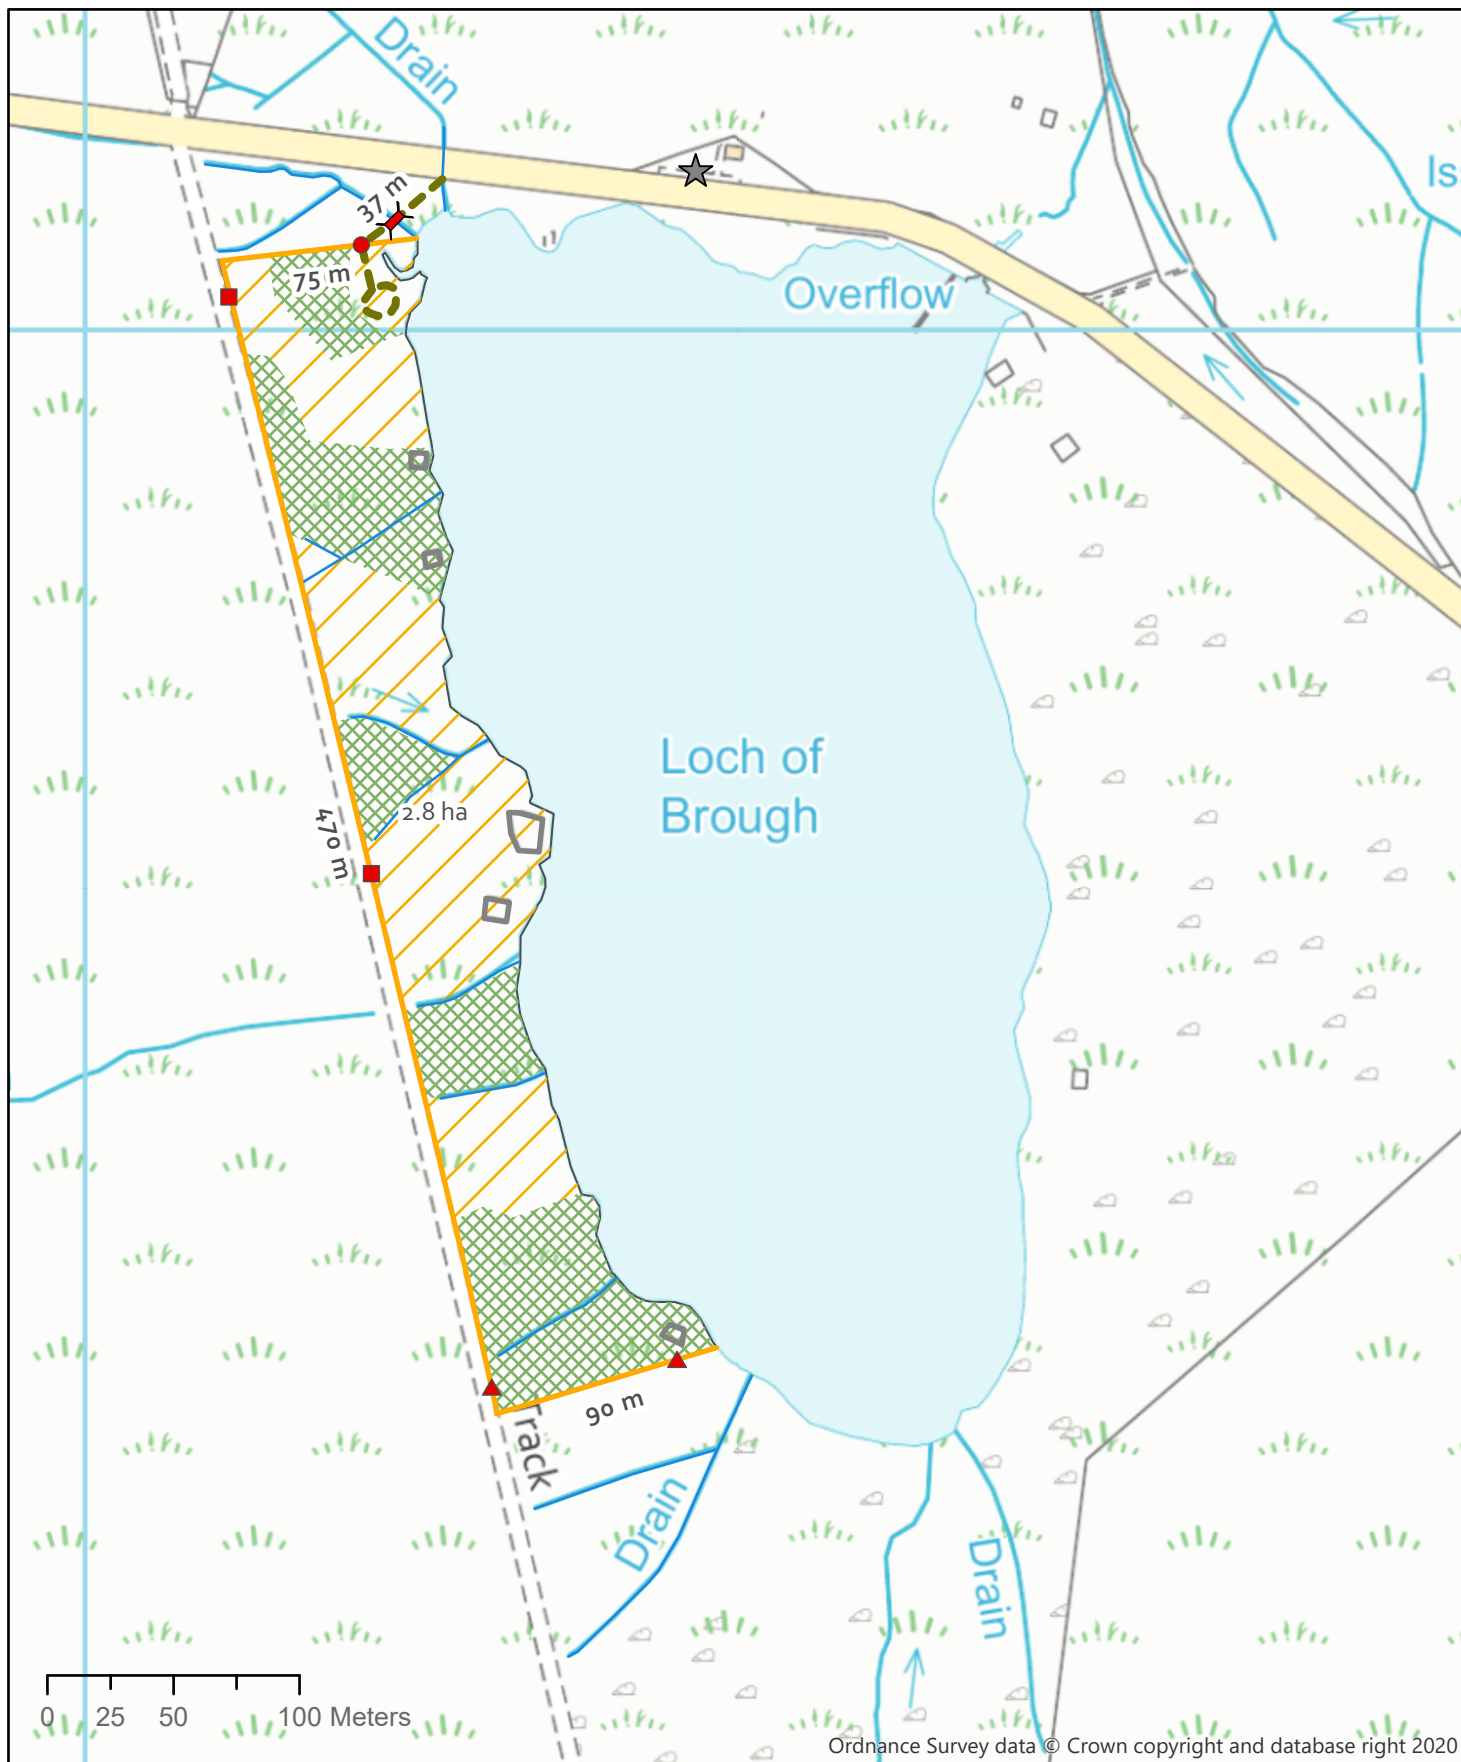 Drain
37 m
75 m
Is
Overflow
Loch of
Brough
2.8 ha
470 m
90 m
Track
Drain
Drain
0 25 50 100 Meters
Ordnance Survey data © Crown copyright and database right 2020